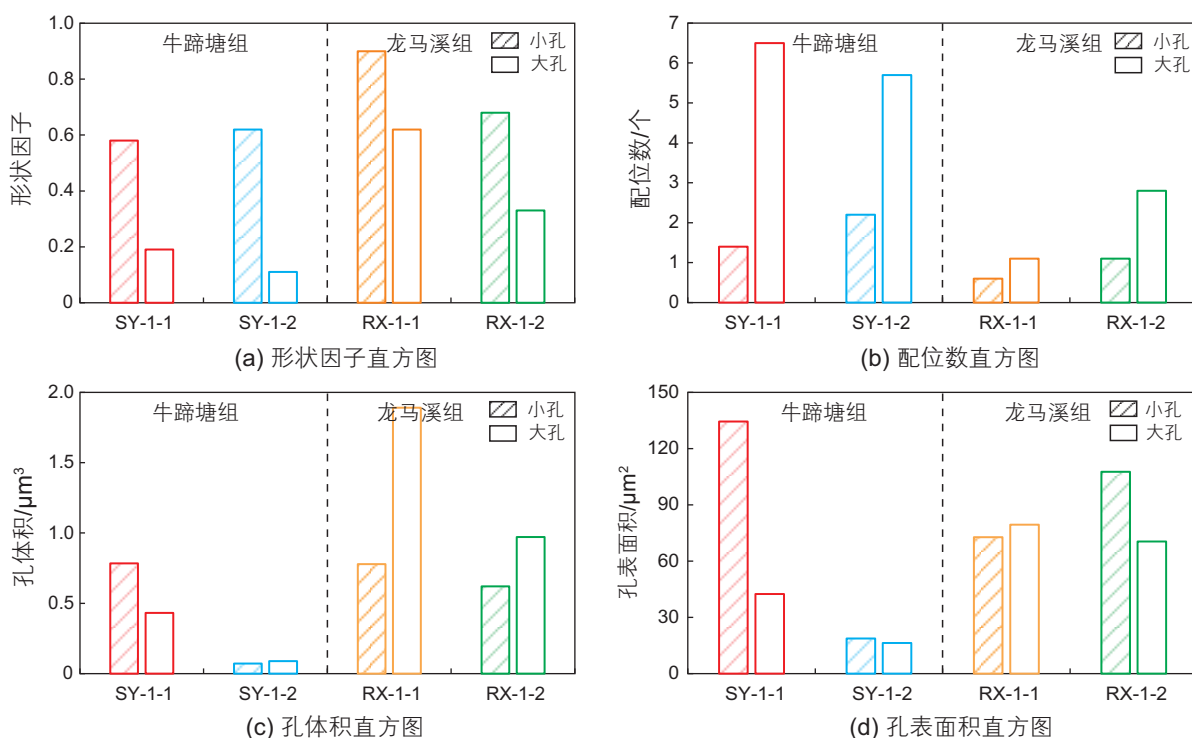 1.0
0.8
0.6
0.4
0.2
0
形状因子
牛蹄塘组
龙马溪组
小孔
大孔
SY-1-1
SY-1-2
RX-1-1
RX-1-2
(a) 形状因子直方图
7
6
5
4
3
2
1
0
配位数/个
牛蹄塘组
龙马溪组
小孔
大孔
SY-1-1
SY-1-2
RX-1-1
RX-1-2
(b) 配位数直方图
2.0
1.5
1.0
0.5
0
孔体积/μm³
牛蹄塘组
龙马溪组
小孔
大孔
SY-1-1
SY-1-2
RX-1-1
RX-1-2
(c) 孔体积直方图
150
120
90
60
30
0
孔表面积/μm²
牛蹄塘组
龙马溪组
小孔
大孔
SY-1-1
SY-1-2
RX-1-1
RX-1-2
(d) 孔表面积直方图